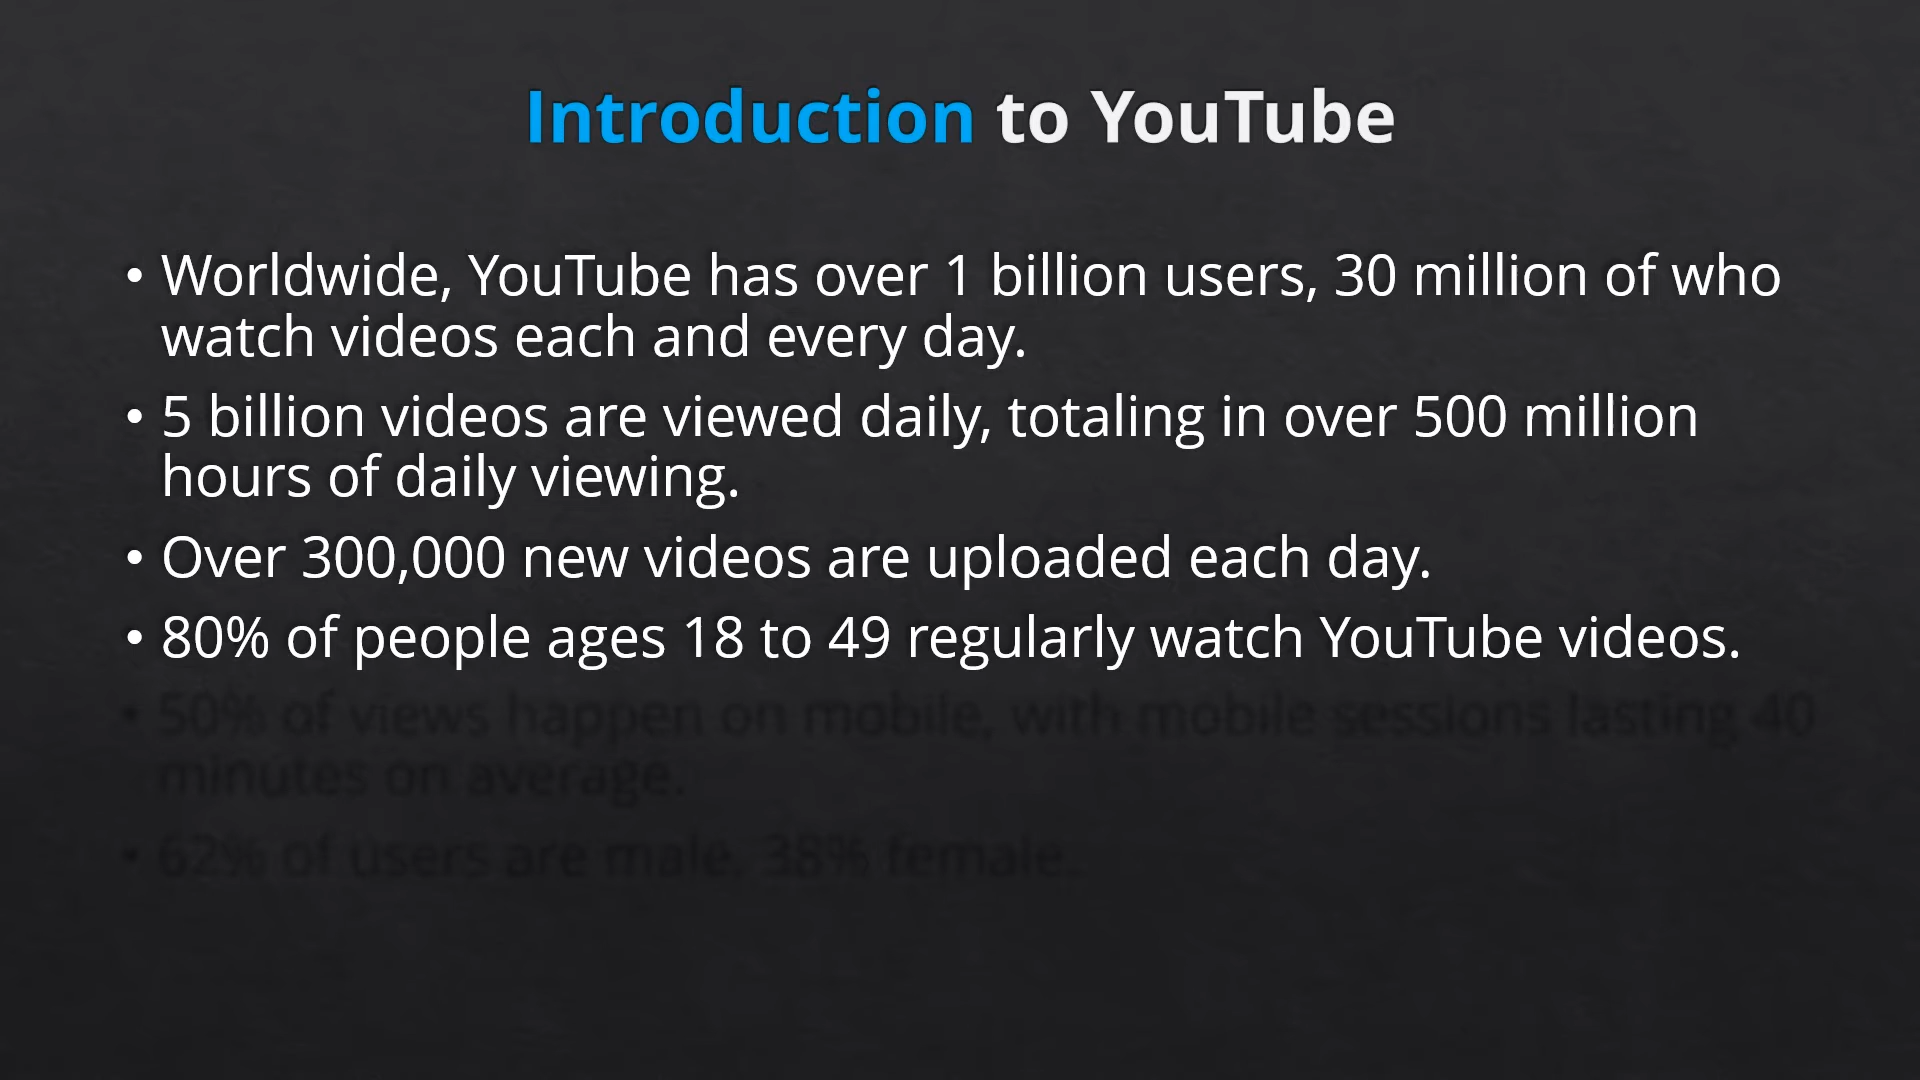 Introduction to YouTube
• Worldwide, YouTube has over 1 billion users, 30 million of who
watch videos each and every day.
• 5 billion videos are viewed daily, totaling in over 500 million
hours of daily viewing.
• Over 300,000 new videos are uploaded each day.
• 80% of people ages 18 to 49 regularly watch YouTube videos.
• 50% of views happen on mobile, with mobile sessions lasting 40
minutes on average.
• 62% of users are male, 38% female.